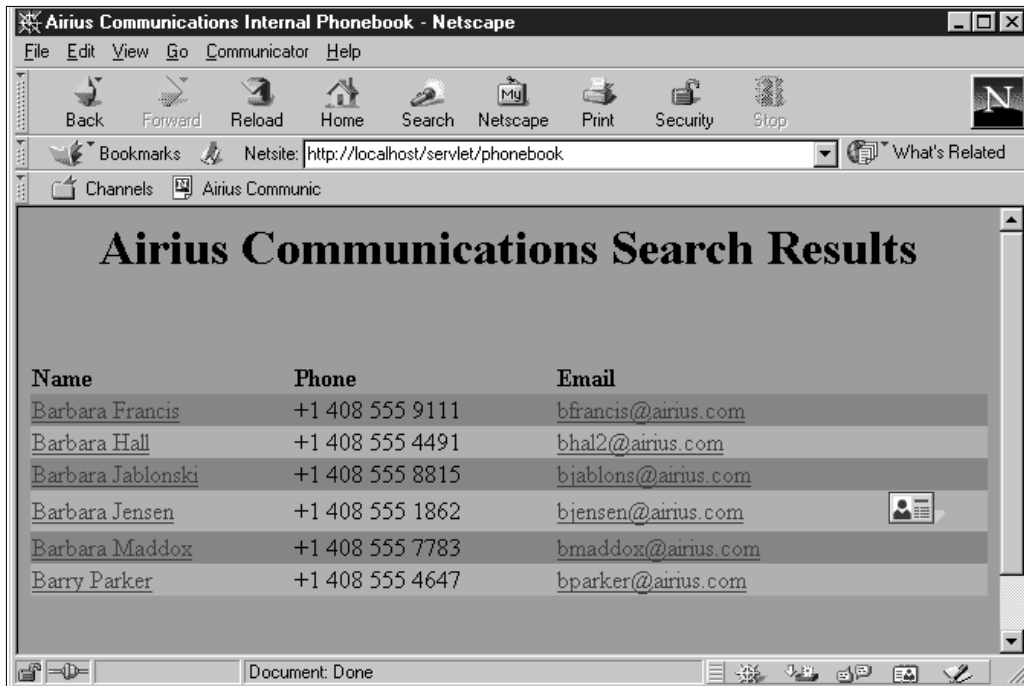 Airius Communications Internal Phonebook - Netscape
File Edit View Go Communicator Help
Back Forward Reload Home Search My Netscape Print Security Stop N
Bookmarks Netsite: http://localhost/servlet/phonebook What's Related
Channels Airius Communic
Airius Communications Search Results
Name Phone Email
Barbara Francis +1 408 555 9111 bfrancis@airius.com
Barbara Hall +1 408 555 4491 bhal2@airius.com
Barbara Jablonski +1 408 555 8815 bjablons@airius.com
Barbara Jensen +1 408 555 1862 bjensen@airius.com
Barbara Maddox +1 408 555 7783 bmaddox@airius.com
Barry Parker +1 408 555 4647 bparker@airius.com
Document: Done